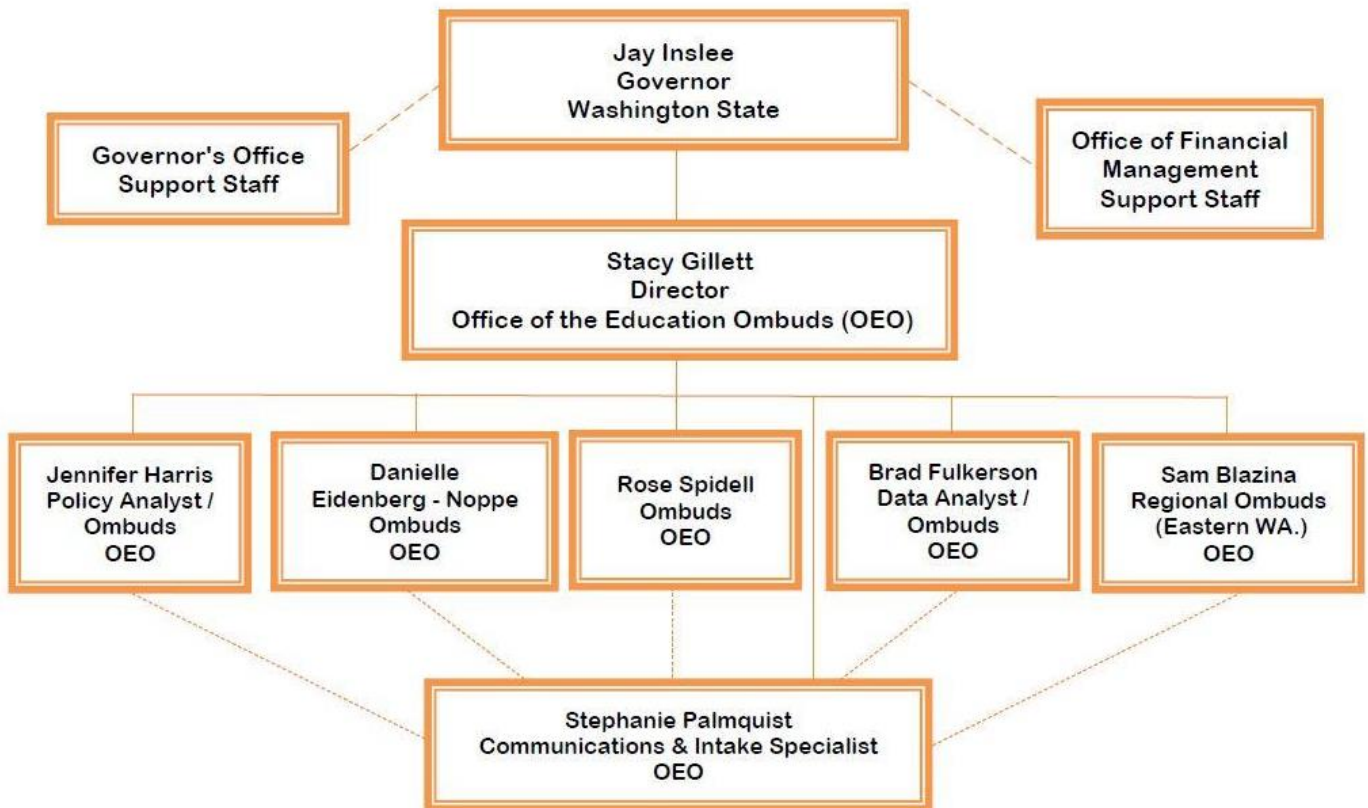 Jay Inslee
Governor
Washington State
Governor's Office
Support Staff
Office of Financial
Management
Support Staff
Stacy Gillett
Director
Office of the Education Ombuds (OEO)
Jennifer Harris
Policy Analyst /
Ombuds
OEO
Danielle
Eidenberg - Noppe
Ombuds
OEO
Rose Spidell
Ombuds
OEO
Brad Fulkerson
Data Analyst /
Ombuds
OEO
Sam Blazina
Regional Ombuds
(Eastern WA.)
OEO
Stephanie Palmquist
Communications & Intake Specialist
OEO